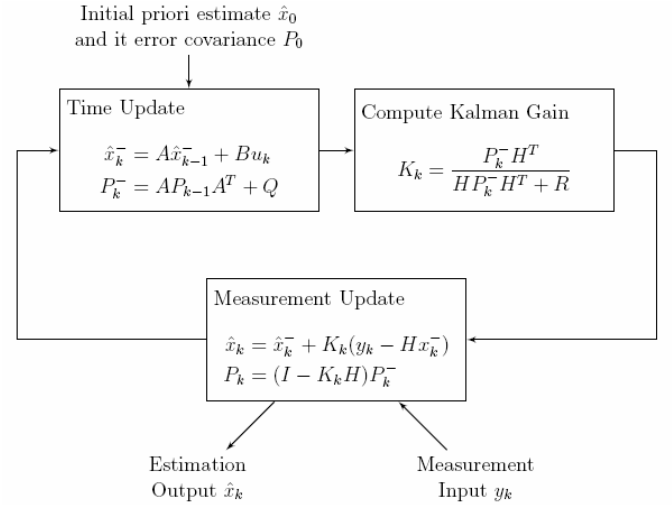 Initial priori estimate x̂₀
and it error covariance P₀
Time Update
x̂ₖ⁻ = Ax̂ₖ₋₁⁻ + Buₖ
Pₖ⁻ = APₖ₋₁Aᵀ + Q
Compute Kalman Gain
Kₖ = Pₖ⁻Hᵀ / HPₖ⁻Hᵀ + R
Measurement Update
x̂ₖ = x̂ₖ⁻ + Kₖ(yₖ − Hxₖ⁻)
Pₖ = (I − KₖH)Pₖ⁻
Estimation
Output x̂ₖ
Measurement
Input yₖ